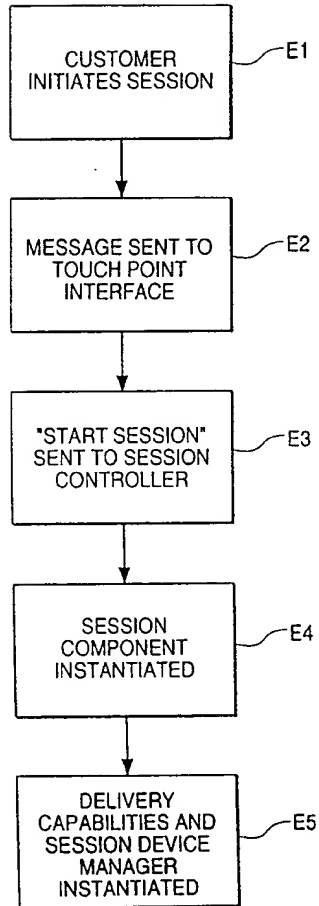 CUSTOMER
INITIATES SESSION
E1
MESSAGE SENT TO
TOUCH POINT
INTERFACE
E2
"START SESSION"
SENT TO SESSION
CONTROLLER
E3
SESSION
COMPONENT
INSTANTIATED
E4
DELIVERY
CAPABILITIES AND
SESSION DEVICE
MANAGER
INSTANTIATED
E5